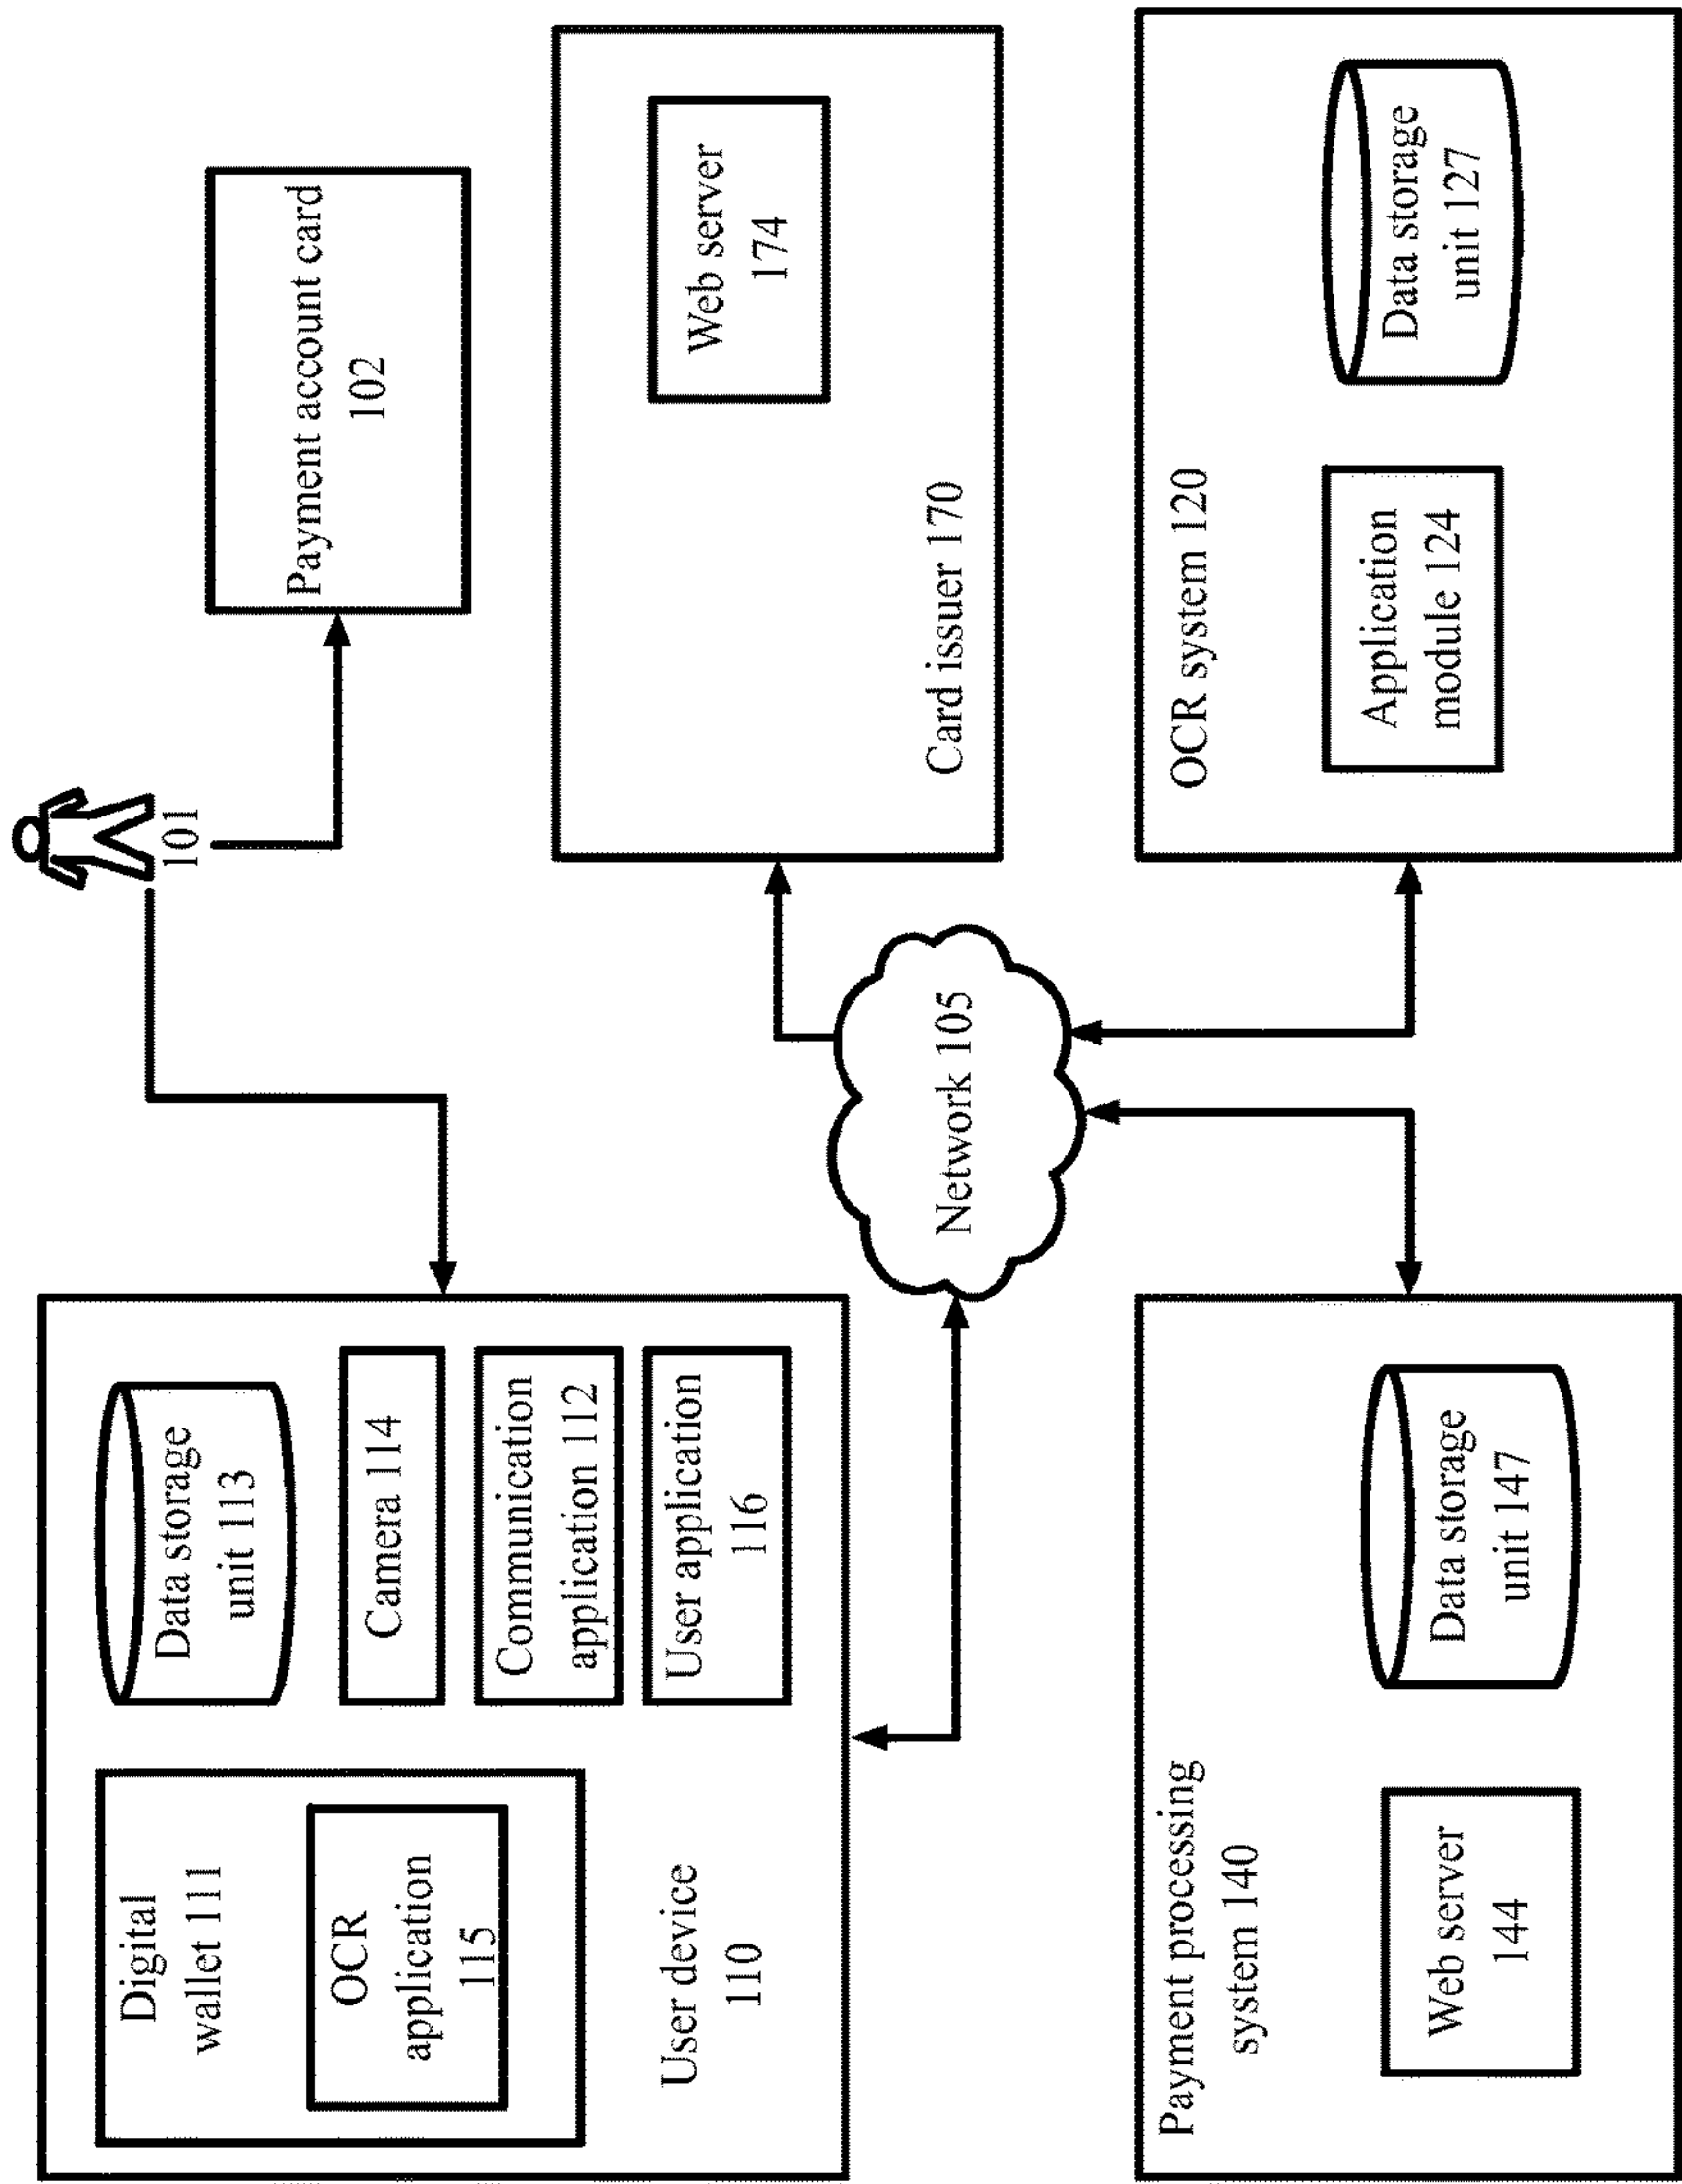 101
Digital
wallet 111
OCR
application
115
User device
110
Data storage
unit 113
Camera 114
Communication
application 112
User application
116
Payment account card
102
Web server
174
Card issuer 170
Network 105
Payment processing
system 140
Web server
144
Data storage
unit 147
OCR system 120
Application
module 124
Data storage
unit 127